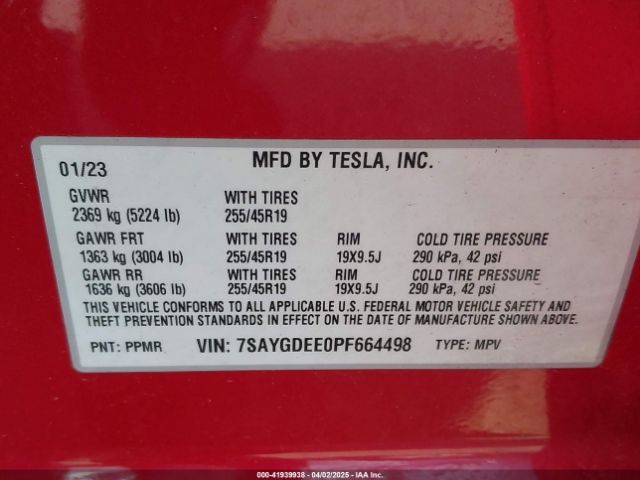 01/23 MFD BY TESLA, INC.
GVWR WITH TIRES
2369 kg (5224 lb) 255/45R19
GAWR FRT WITH TIRES RIM COLD TIRE PRESSURE
1363 kg (3004 lb) 255/45R19 19X9.5J 290 kPa, 42 psi
GAWR RR WITH TIRES RIM COLD TIRE PRESSURE
1636 kg (3606 lb) 255/45R19 19X9.5J 290 kPa, 42 psi
THIS VEHICLE CONFORMS TO ALL APPLICABLE U.S. FEDERAL MOTOR VEHICLE SAFETY AND
THEFT PREVENTION STANDARDS IN EFFECT ON THE DATE OF MANUFACTURE SHOWN ABOVE.
PNT: PPMR VIN: 7SAYGDEE0PF664498 TYPE: MPV
000-41939938 - 04/02/2025 - IAA Inc.